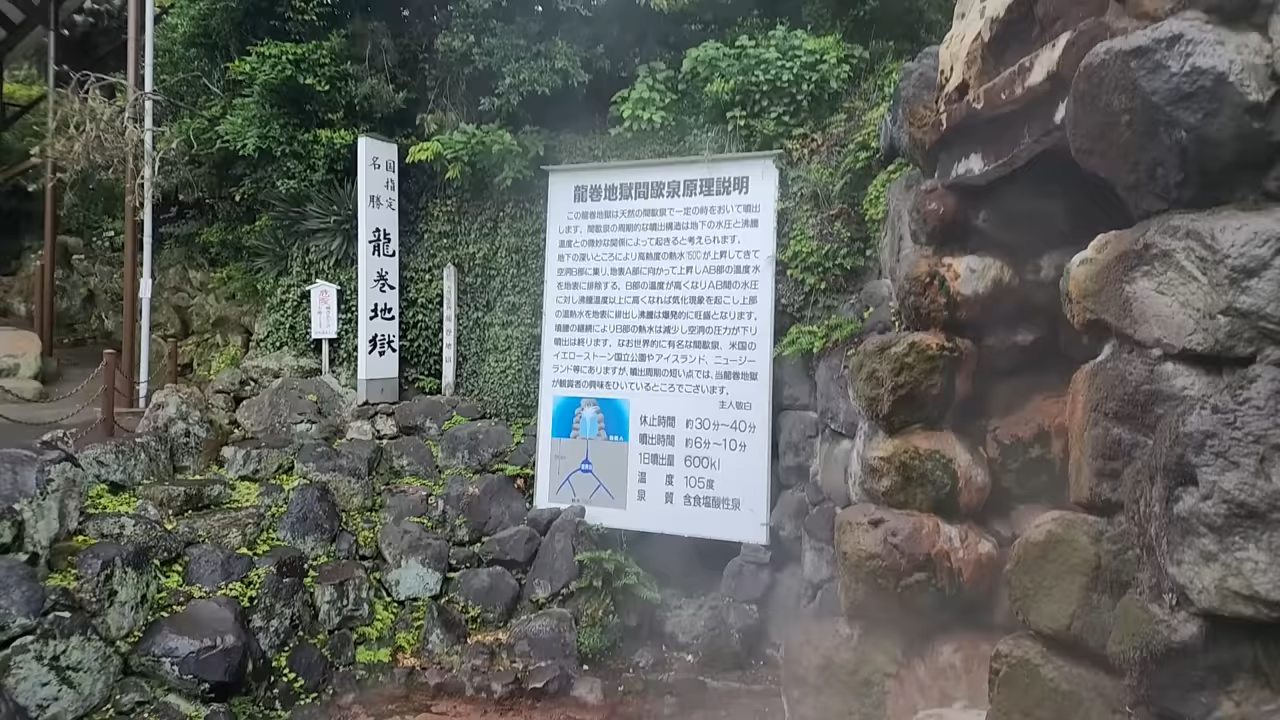 国指定
名勝
龍巻地獄
龍巻地獄間歇泉原理説明
この龍巻地獄は天然の間歇泉で一定の時をおいて噴出
します。間歇泉の周期的な噴出構造は地下の水圧と沸騰
温度との微妙な関係によって起きると考えられます。
地下の深いところにより高熱度の熱水150℃が上昇してきて
空洞B部に集り,地表A部に向かって上昇しAB部の温度水
を地表に排除する、B部の温度が高くなりAB間の水圧
に対し沸騰温度以上に高くなれば気化現象を起こし上部
の温熱水を地表に排出し沸騰は爆発的に旺盛となります。
噴騰の継続によりB部の熱水は減少し空洞の圧力が下り
噴出は終ります。なお世界的に有名な間歇泉、米国の
イエローストーン国立公園やアイスランド、ニュージー
ランド等にありますが、噴出周期の短い点では、当龍巻地獄
が観賞者の興味をひいているところでございます。
主人敬白
休止時間 約30分〜40分
噴出時間 約6分〜10分
1日噴出量 600kl
温度 105度
泉質 含食塩酸性泉